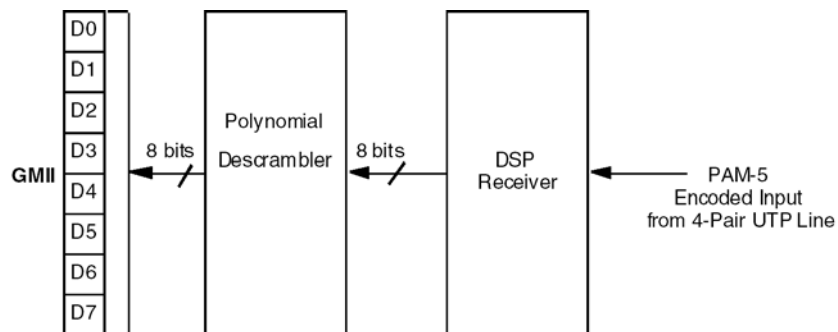 D0
D1
D2
D3
D4
D5
D6
D7
GMII
8 bits
Polynomial
Descrambler
8 bits
DSP
Receiver
PAM-5
Encoded Input
from 4-Pair UTP Line